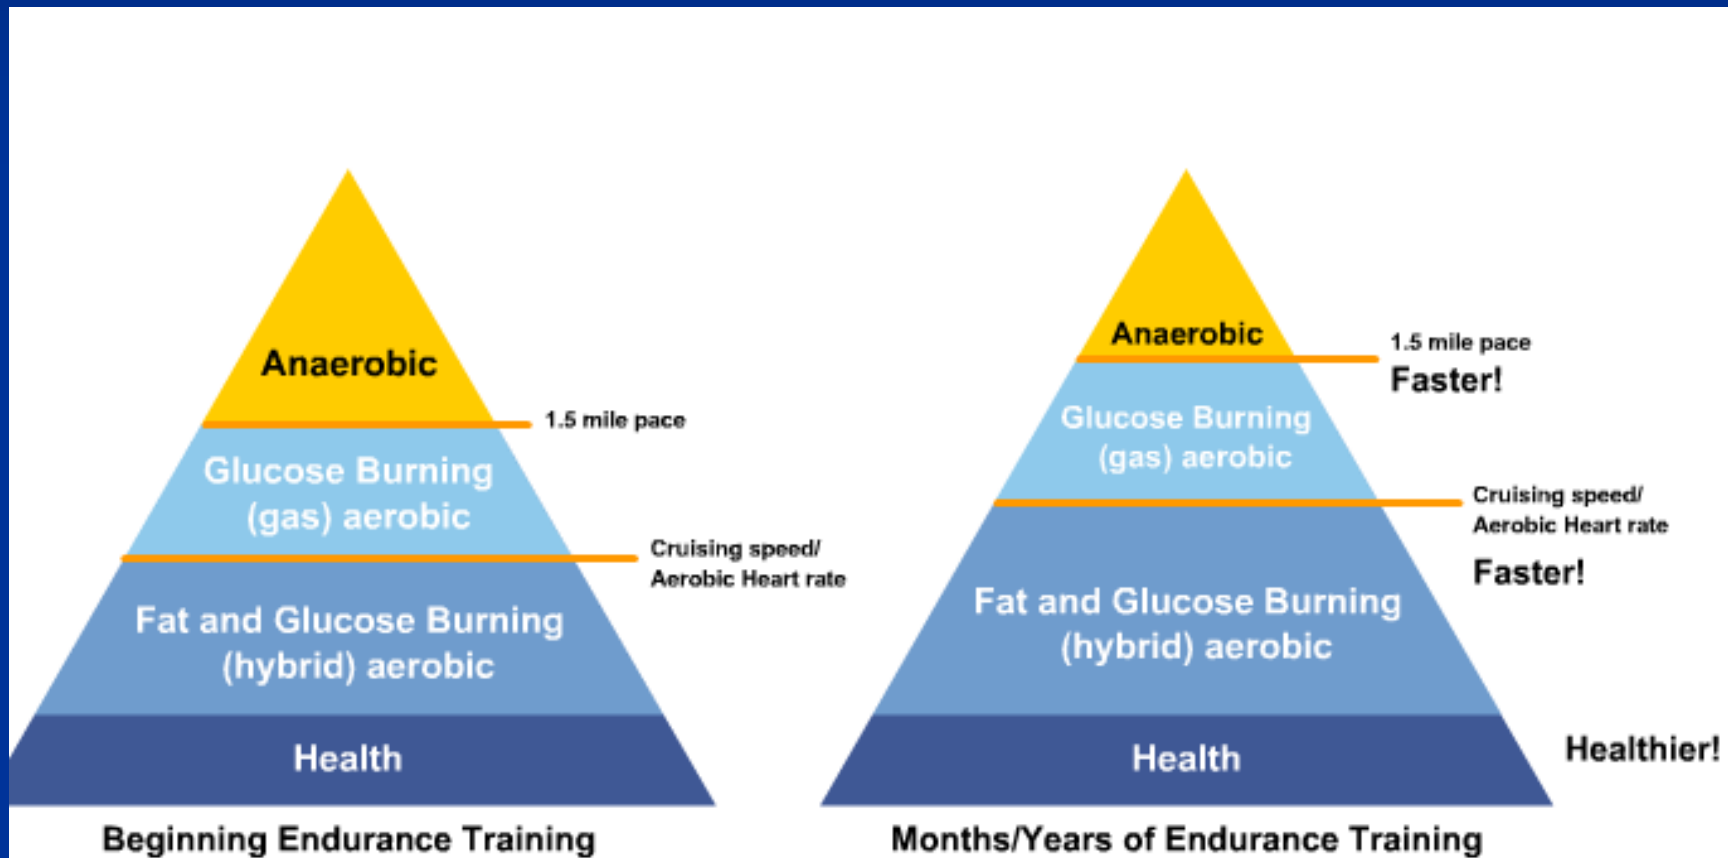 Anaerobic
1.5 mile pace
Glucose Burning
(gas) aerobic
Cruising speed/
Aerobic Heart rate
Fat and Glucose Burning
(hybrid) aerobic
Health
Beginning Endurance Training
Anaerobic
1.5 mile pace
Faster!
Glucose Burning
(gas) aerobic
Cruising speed/
Aerobic Heart rate
Faster!
Fat and Glucose Burning
(hybrid) aerobic
Health
Healthier!
Months/Years of Endurance Training